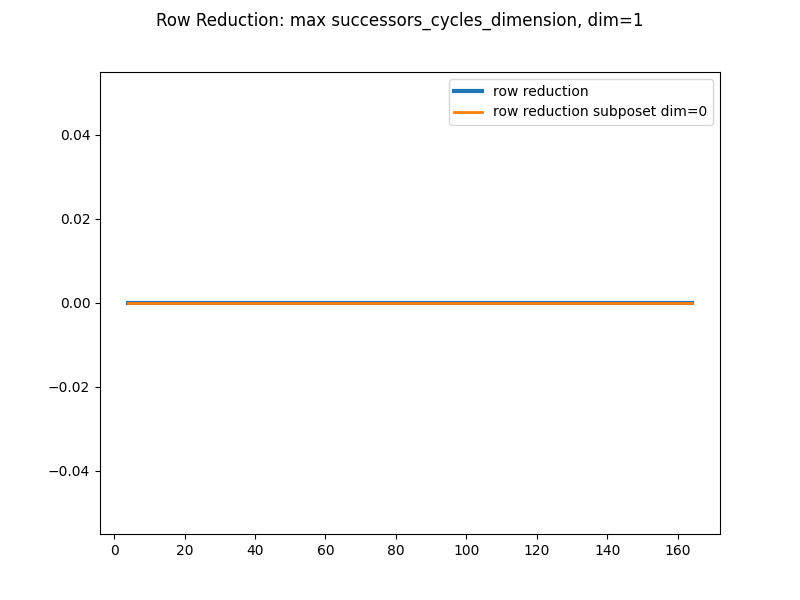 Row Reduction: max successors_cycles_dimension, dim=1
row reduction
row reduction subposet dim=0
0.04
0.02
0.00
−0.02
−0.04
0 20 40 60 80 100 120 140 160